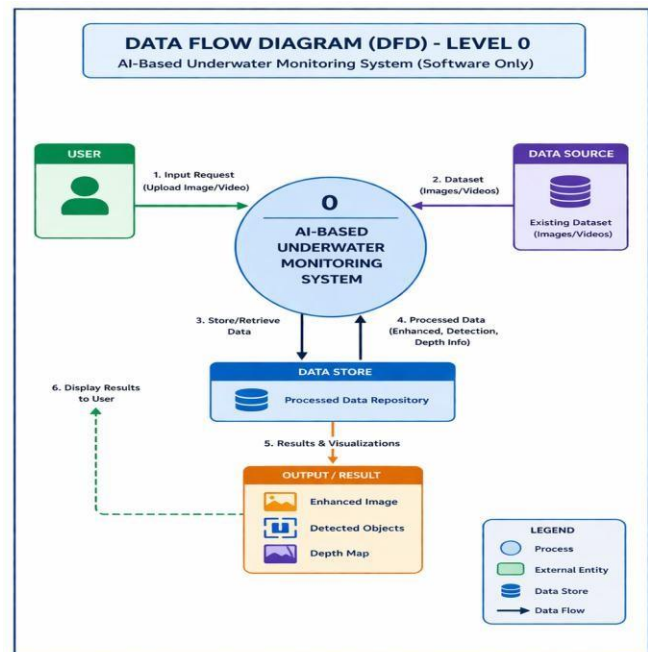 DATA FLOW DIAGRAM (DFD) - LEVEL 0
AI-Based Underwater Monitoring System (Software Only)
USER
1. Input Request
(Upload Image/Video)
0
AI-BASED
UNDERWATER
MONITORING
SYSTEM
2. Dataset
(Images/Videos)
DATA SOURCE
Existing Dataset
(Images/Videos)
3. Store/Retrieve
Data
4. Processed Data
(Enhanced, Detection,
Depth Info)
DATA STORE
Processed Data Repository
6. Display Results
to User
5. Results & Visualizations
OUTPUT / RESULT
Enhanced Image
Detected Objects
Depth Map
LEGEND
Process
External Entity
Data Store
Data Flow